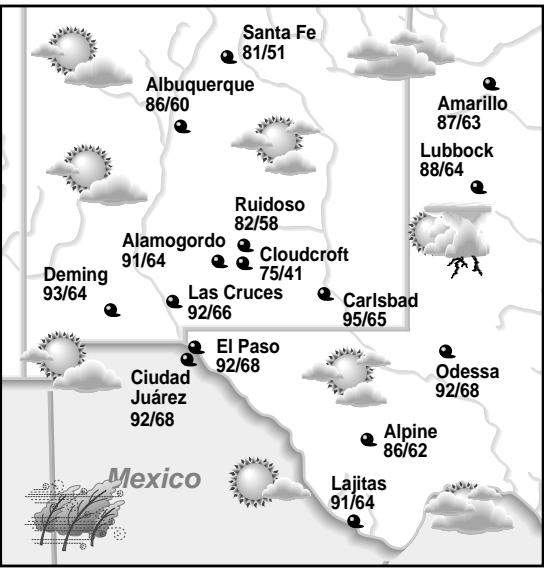 Santa Fe
81/51
Albuquerque
86/60
Amarillo
87/63
Lubbock
88/64
Ruidoso
82/58
Alamogordo
91/64
Cloudcroft
75/41
Deming
93/64
Las Cruces
92/66
Carlsbad
95/65
El Paso
92/68
Odessa
92/68
Ciudad
Juárez
92/68
Alpine
86/62
Mexico
Lajitas
91/64